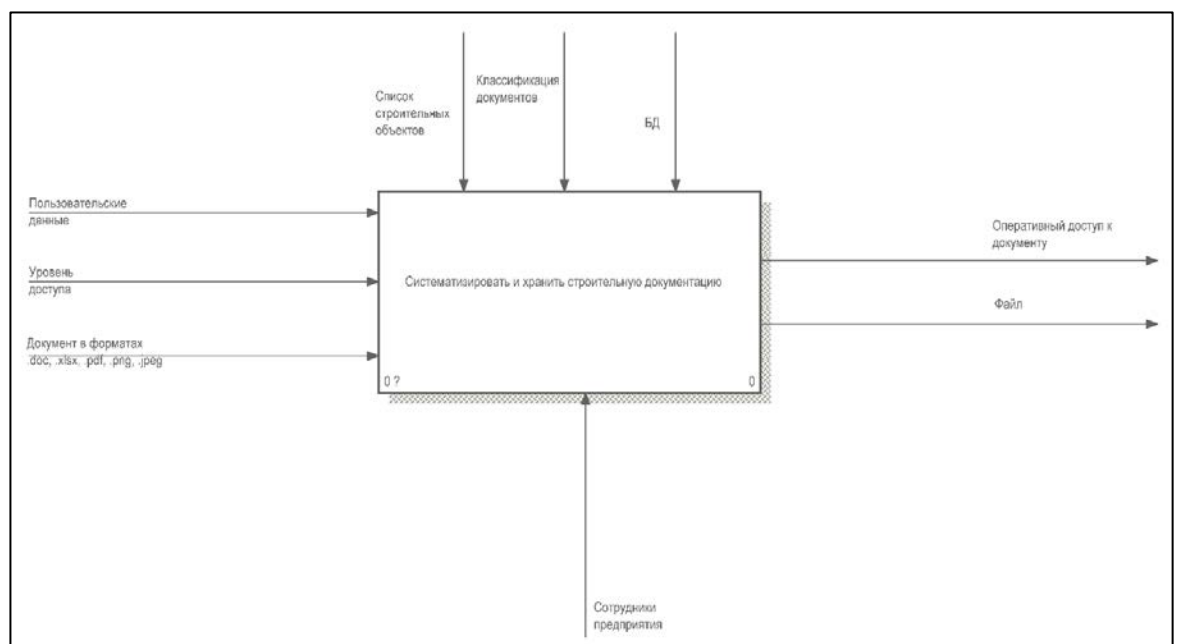 Список
строительных
объектов
Классификация
документов
БД
Пользовательские
данные
Уровень
доступа
Документ в форматах
.doc, .xlsx, .pdf, .png, .jpeg
Систематизировать и хранить строительную документацию
0 ?
0
Оперативный доступ к
документу
Файл
Сотрудники
предприятия